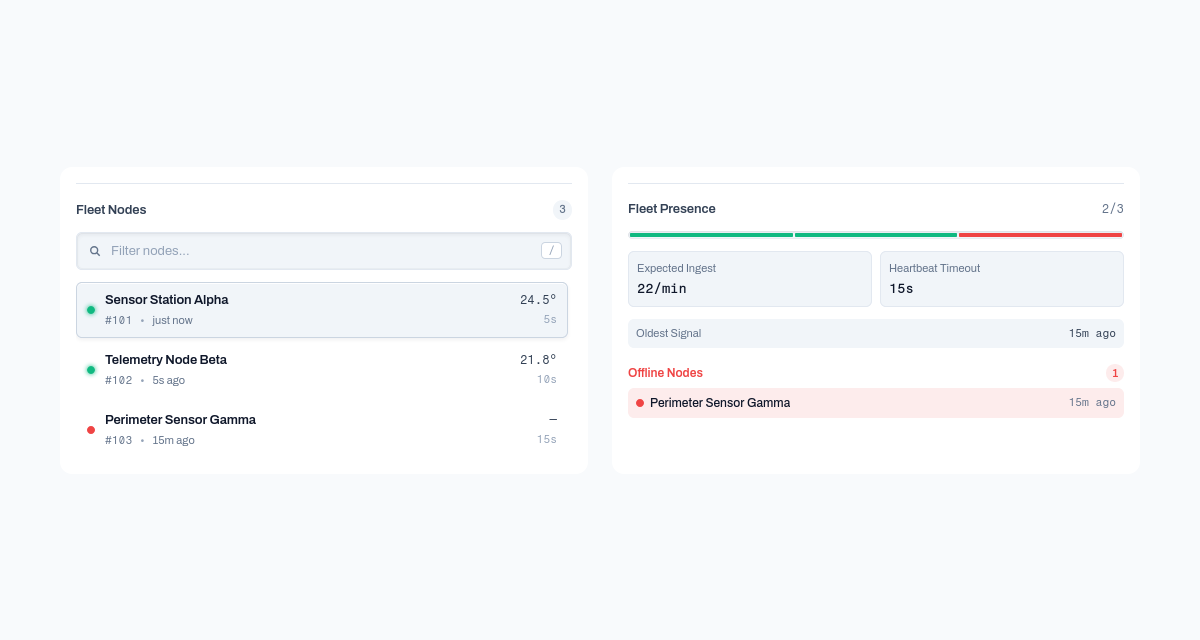 Fleet Nodes 3
Filter nodes... /
Sensor Station Alpha 24.5°
#101 • just now 5s
Telemetry Node Beta 21.8°
#102 • 5s ago 10s
Perimeter Sensor Gamma —
#103 • 15m ago 15s
Fleet Presence 2/3
Expected Ingest
22/min
Heartbeat Timeout
15s
Oldest Signal 15m ago
Offline Nodes 1
Perimeter Sensor Gamma 15m ago